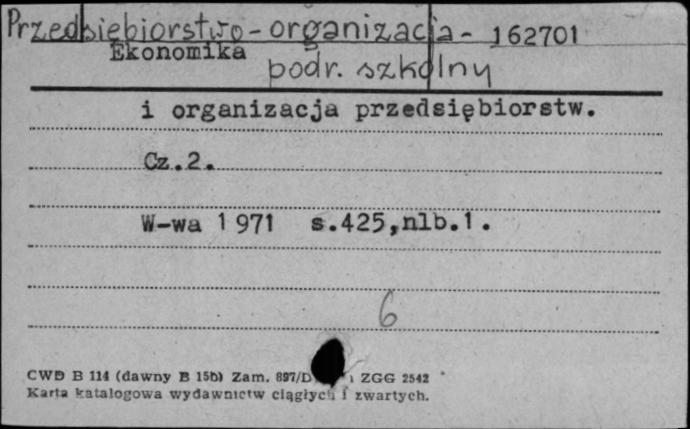 Przedsiębiorstwo - organizacja - 162701
Ekonomika
podr. szkolny
i organizacja przedsiębiorstw.
Cz.2.
W-wa 1971 s.425,nlb.1.
6
CWD B 114 (dawny B 15b) Zam. 897/D ZGG 2542
Karta katalogowa wydawnictw ciągłych i zwartych.